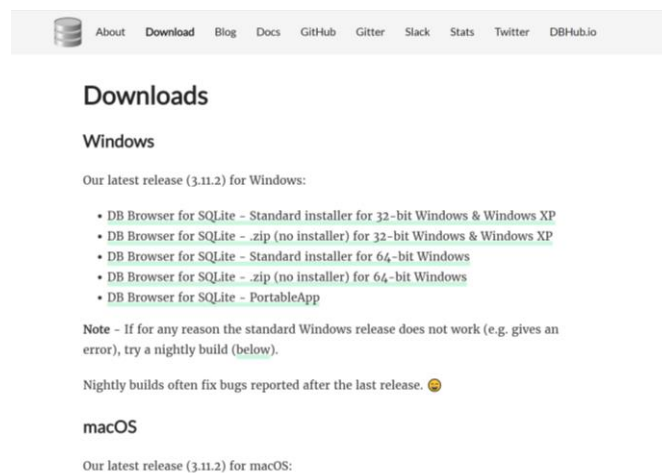 About Download Blog Docs GitHub Gitter Slack Stats Twitter DBHub.io
Downloads
Windows
Our latest release (3.11.2) for Windows:
• DB Browser for SQLite – Standard installer for 32-bit Windows & Windows XP
• DB Browser for SQLite – .zip (no installer) for 32-bit Windows & Windows XP
• DB Browser for SQLite – Standard installer for 64-bit Windows
• DB Browser for SQLite – .zip (no installer) for 64-bit Windows
• DB Browser for SQLite – PortableApp
Note – If for any reason the standard Windows release does not work (e.g. gives an
error), try a nightly build (below).
Nightly builds often fix bugs reported after the last release. 😄
macOS
Our latest release (3.11.2) for macOS: